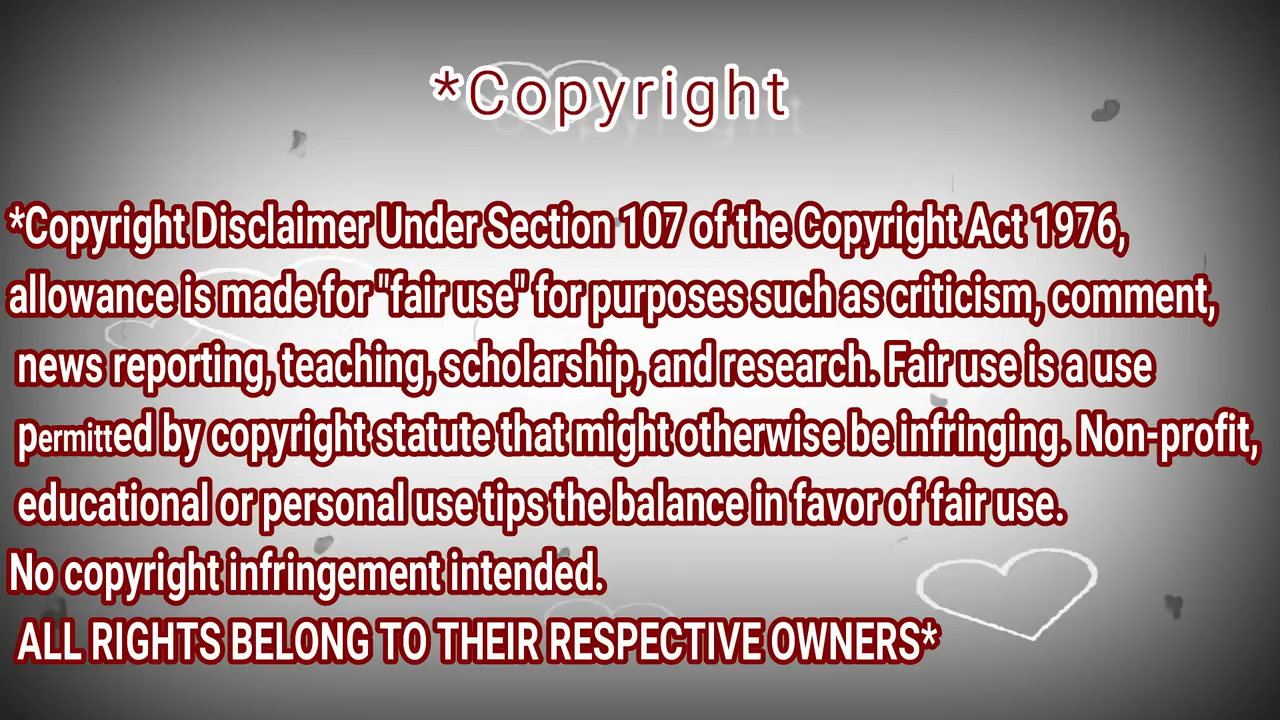 *Copyright
*Copyright Disclaimer Under Section 107 of the Copyright Act 1976,
allowance is made for "fair use" for purposes such as criticism, comment,
news reporting, teaching, scholarship, and research. Fair use is a use
permitted by copyright statute that might otherwise be infringing. Non-profit,
educational or personal use tips the balance in favor of fair use.
No copyright infringement intended.
ALL RIGHTS BELONG TO THEIR RESPECTIVE OWNERS*